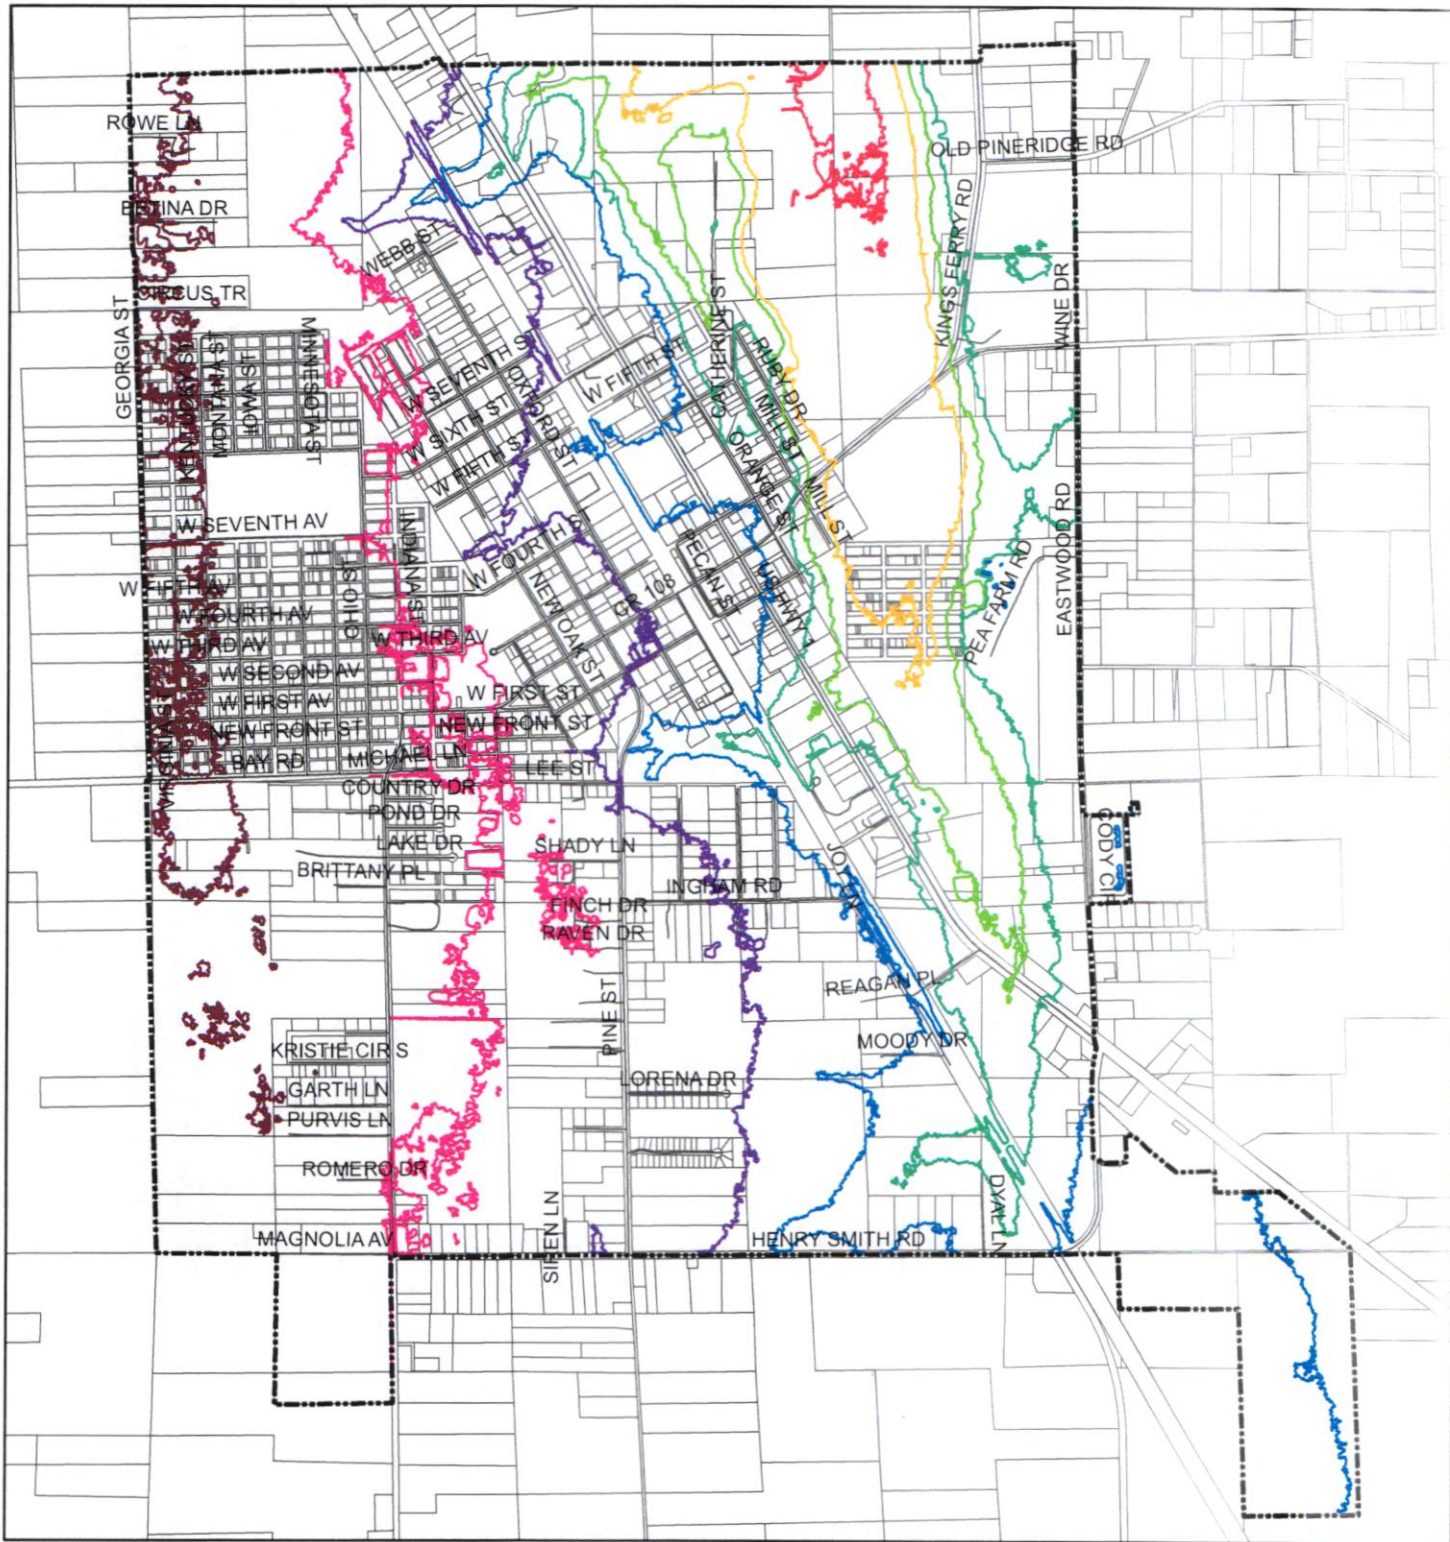 ROWE LN
OLD PINERIDGE RD
KINGS FERRY RD
WEBB ST
CIRCUS TR
WINE DR
GEORGIA ST
CATHERINE ST
MINNESOTA ST
MONTANA ST
IOWA ST
KENTUCKY ST
RUBY DR
W SEVENTH S
W FIFTH ST
OXFORD ST
MILL ST
W SIXTH ST
W FIFTH S
ORANGE ST
MILL ST
W SEVENTH AV
INDIANA ST
W FOURTH S
PECAN ST
US HWY 1
EASTWOOD RD
PEA FARM RD
OHIO ST
W FIFTH AV
W FOURTH AV
NEW OAK ST
108
W THIRD AV
W THIRD AV
W SECOND AV
W FIRST AV
W FIRST ST
NEW FRONT ST
NEW FRONT ST
VIRGINIA ST
BAY RD
MICHAEL LN
LEE ST
COUNTRY DR
POND DR
LAKE DR
SHADY LN
BRITTANY PL
INGHAM RD
JOY LN
CODY CIR
FINCH DR
RAVEN DR
REAGAN PL
PINE ST
MOODY DR
KRISTIE CIR S
GARTH LN
LORENA DR
PURVIS LN
ROMERO DR
DYAL LN
MAGNOLIA AV
HENRY SMITH RD